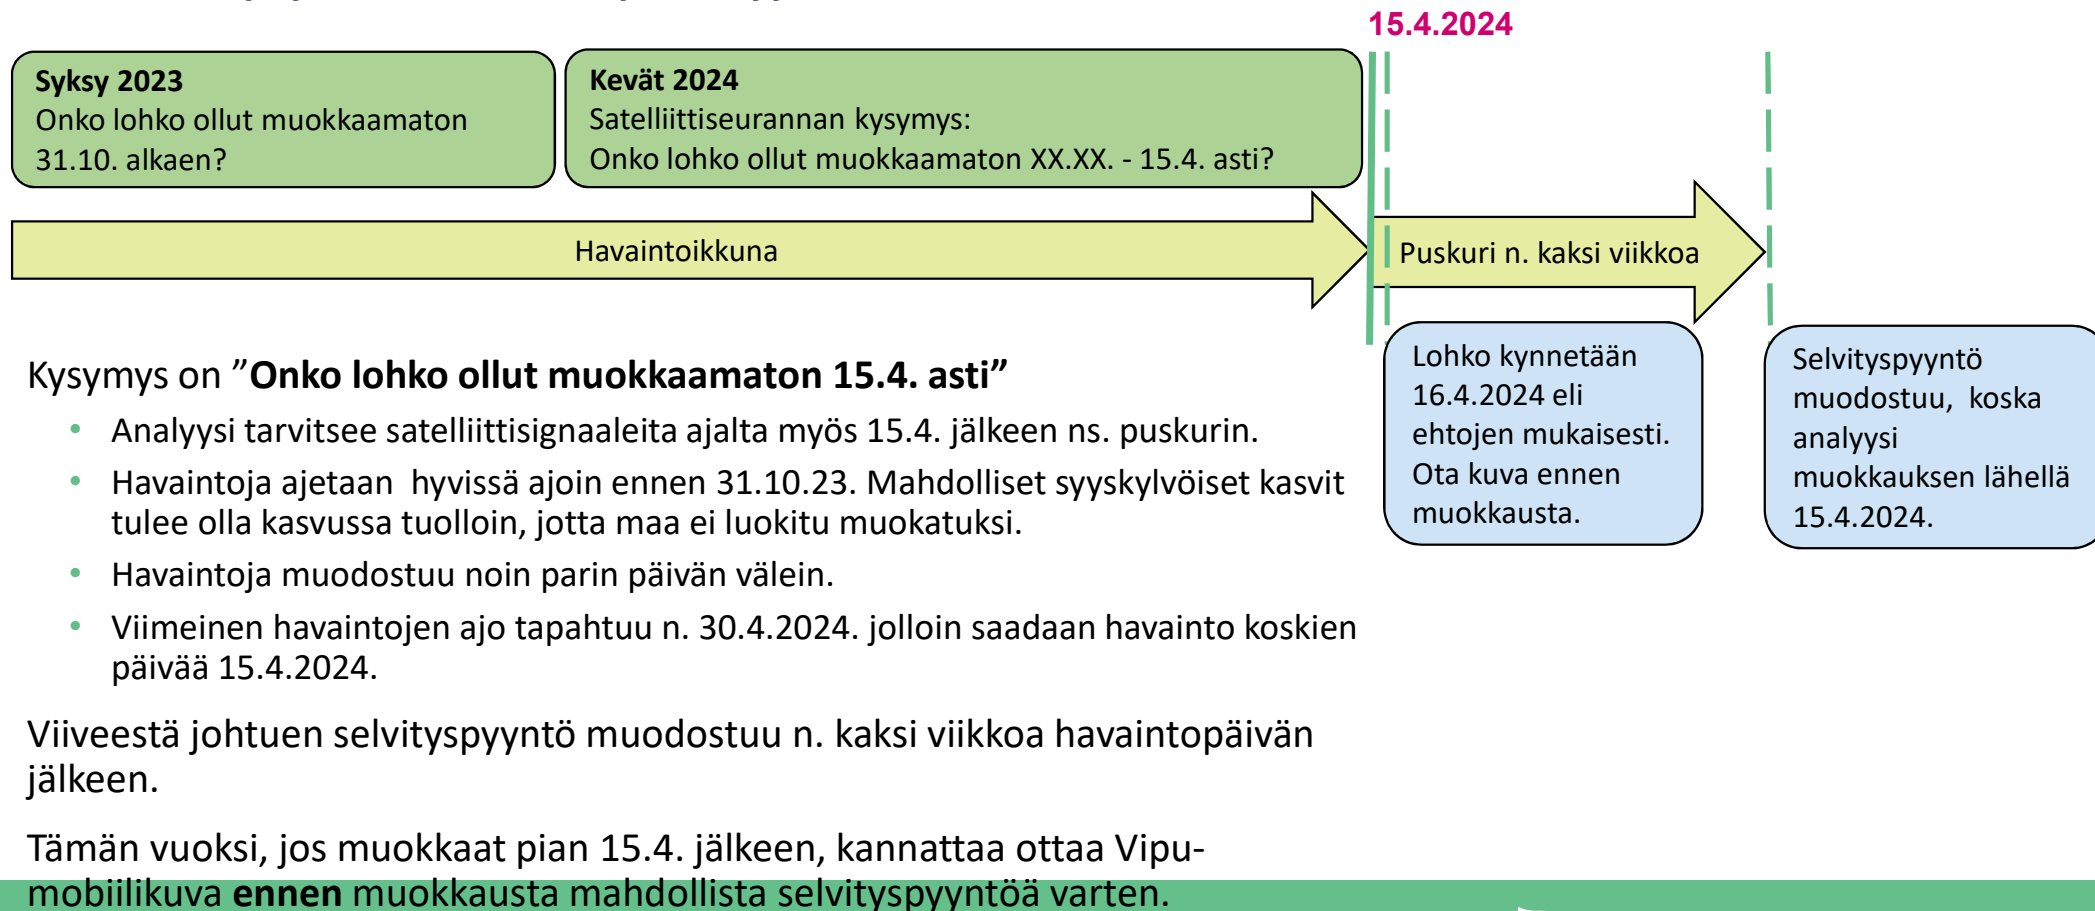 15.4.2024
Syksy 2023
Onko lohko ollut muokkaamaton
31.10. alkaen?
Kevät 2024
Satelliittiseurannan kysymys:
Onko lohko ollut muokkaamaton XX.XX. - 15.4. asti?
Havaintoikkuna
Puskuri n. kaksi viikkoa
Lohko kynnetään
16.4.2024 eli
ehtojen mukaisesti.
Ota kuva ennen
muokkausta.
Selvityspyyntö
muodostuu, koska
analyysi
muokkauksen lähellä
15.4.2024.
Kysymys on ”Onko lohko ollut muokkaamaton 15.4. asti”
• Analyysi tarvitsee satelliittisignaaleita ajalta myös 15.4. jälkeen ns. puskurin.
• Havaintoja ajetaan hyvissä ajoin ennen 31.10.23. Mahdolliset syyskylvöiset kasvit
tulee olla kasvussa tuolloin, jotta maa ei luokitu muokatuksi.
• Havaintoja muodostuu noin parin päivän välein.
• Viimeinen havaintojen ajo tapahtuu n. 30.4.2024. jolloin saadaan havainto koskien
päivää 15.4.2024.
Viiveestä johtuen selvityspyyntö muodostuu n. kaksi viikkoa havaintopäivän
jälkeen.
Tämän vuoksi, jos muokkaat pian 15.4. jälkeen, kannattaa ottaa Vipu-
mobiilikuva ennen muokkausta mahdollista selvityspyyntöä varten.